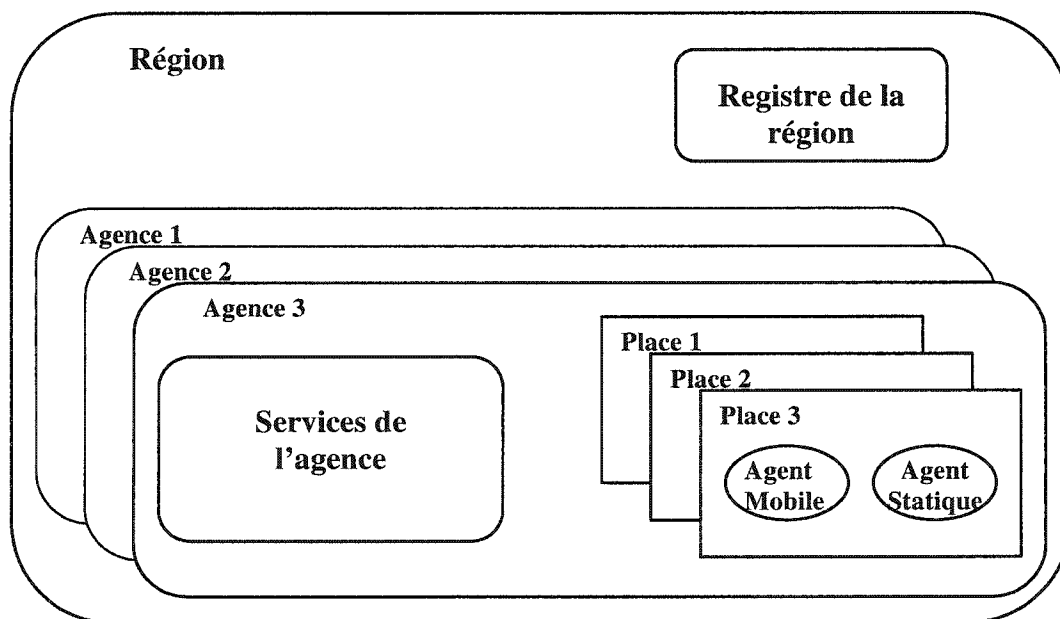 Région
Registre de la
région
Agence 1
Agence 2
Agence 3
Services de
l'agence
Place 1
Place 2
Place 3
Agent
Mobile
Agent
Statique